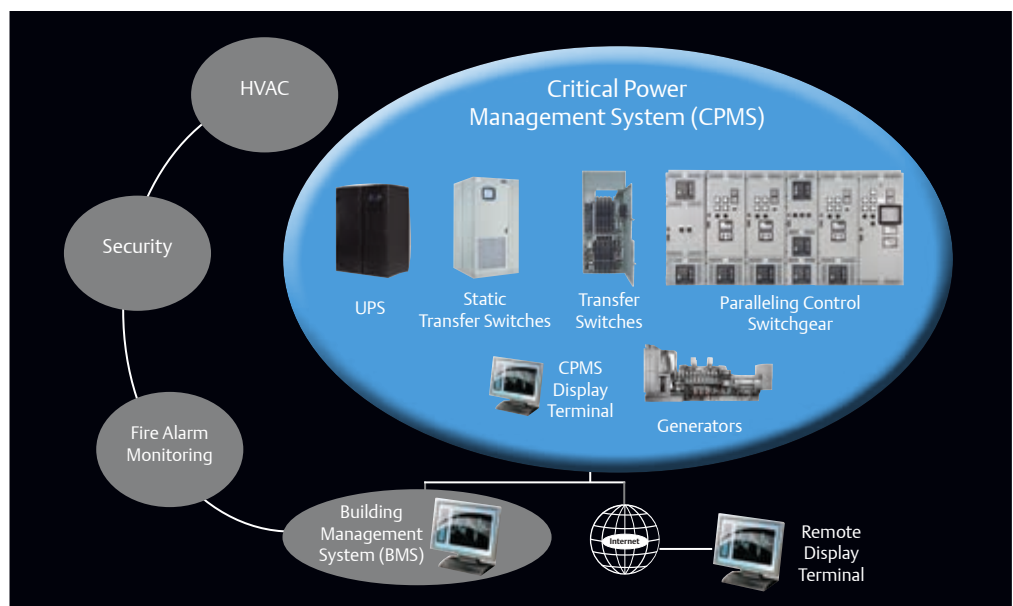 HVAC
Critical Power
Management System (CPMS)
Security
UPS
Static
Transfer Switches
Transfer
Switches
Paralleling Control
Switchgear
CPMS
Display
Terminal
Generators
Fire Alarm
Monitoring
Building
Management
System (BMS)
Internet
Remote
Display
Terminal